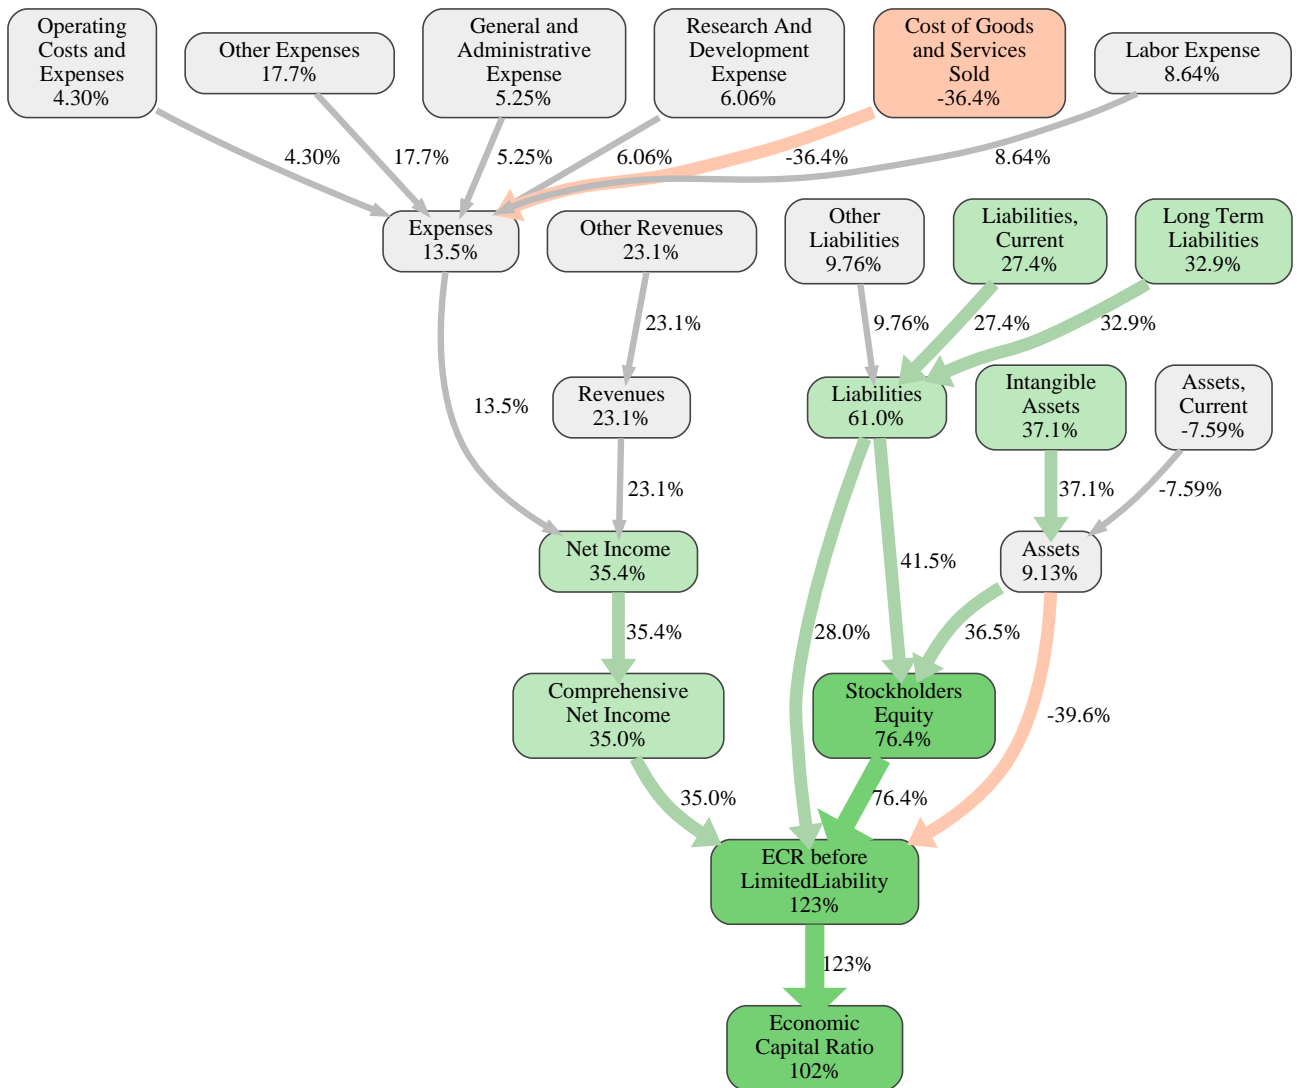 Operating
Costs and
Expenses
4.30%
Other Expenses
17.7%
General and
Administrative
Expense
5.25%
Research And
Development
Expense
6.06%
Cost of Goods
and Services
Sold
-36.4%
Labor Expense
8.64%
4.30%
17.7%
5.25%
6.06%
-36.4%
8.64%
Expenses
13.5%
Other Revenues
23.1%
Other
Liabilities
9.76%
Liabilities,
Current
27.4%
Long Term
Liabilities
32.9%
23.1%
9.76%
27.4%
32.9%
13.5%
Revenues
23.1%
Liabilities
61.0%
Intangible
Assets
37.1%
Assets,
Current
-7.59%
23.1%
37.1%
-7.59%
Net Income
35.4%
41.5%
Assets
9.13%
35.4%
28.0%
36.5%
Comprehensive
Net Income
35.0%
Stockholders
Equity
76.4%
-39.6%
35.0%
76.4%
ECR before
LimitedLiability
123%
123%
Economic
Capital Ratio
102%